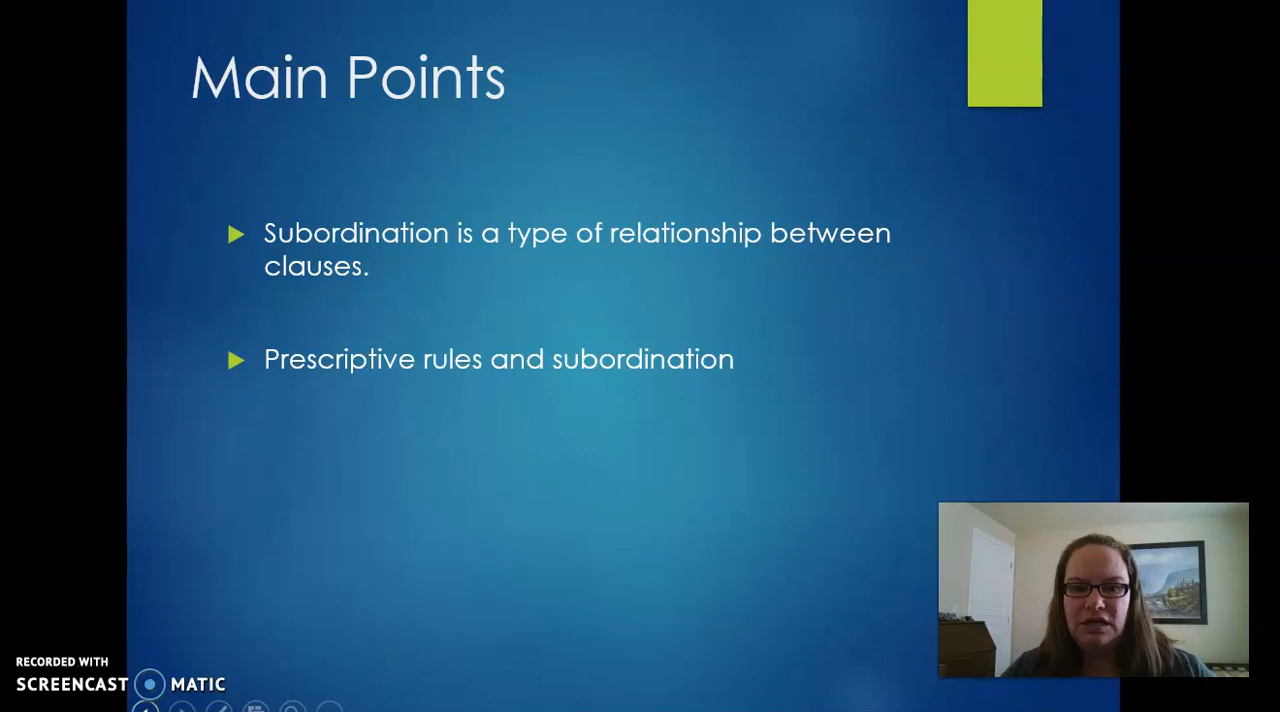 Main Points
Subordination is a type of relationship between
clauses.
Prescriptive rules and subordination
RECORDED WITH
SCREENCAST MATIC